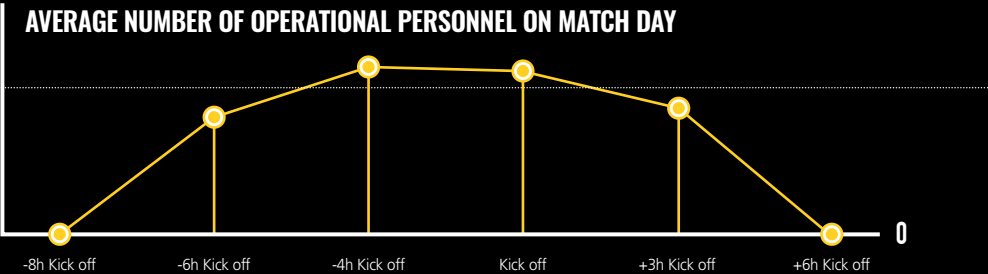 AVERAGE NUMBER OF OPERATIONAL PERSONNEL ON MATCH DAY
0
-8h Kick off
-6h Kick off
-4h Kick off
Kick off
+3h Kick off
+6h Kick off